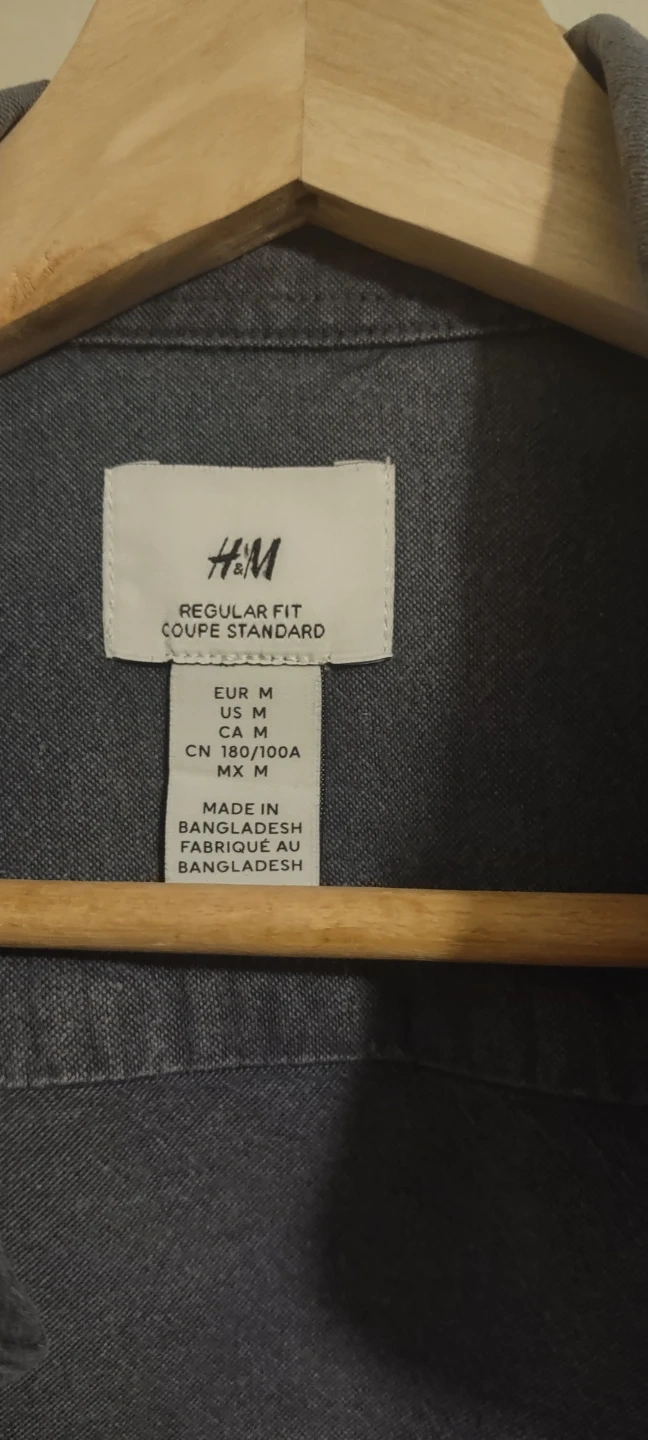 H&M
REGULAR FIT
COUPE STANDARD
EUR M
US M
CA M
CN 180/100A
MX M
MADE IN
BANGLADESH
FABRIQUÉ AU
BANGLADESH